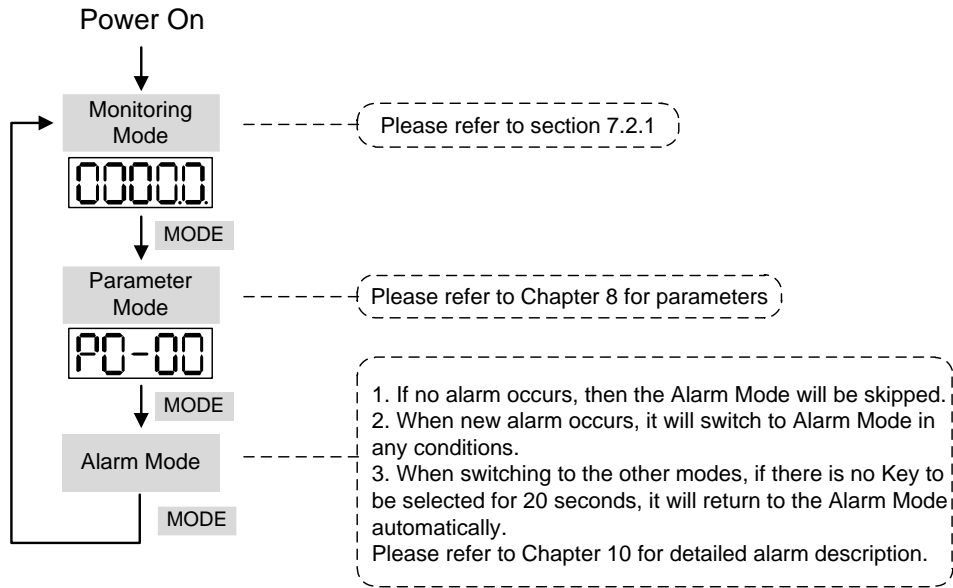 Power On
Monitoring
Mode
Please refer to section 7.2.1
0000.0.
MODE
Parameter
Mode
Please refer to Chapter 8 for parameters
P0-00
MODE
Alarm Mode
1. If no alarm occurs, then the Alarm Mode will be skipped.
2. When new alarm occurs, it will switch to Alarm Mode in
any conditions.
3. When switching to the other modes, if there is no Key to
be selected for 20 seconds, it will return to the Alarm Mode
automatically.
Please refer to Chapter 10 for detailed alarm description.
MODE